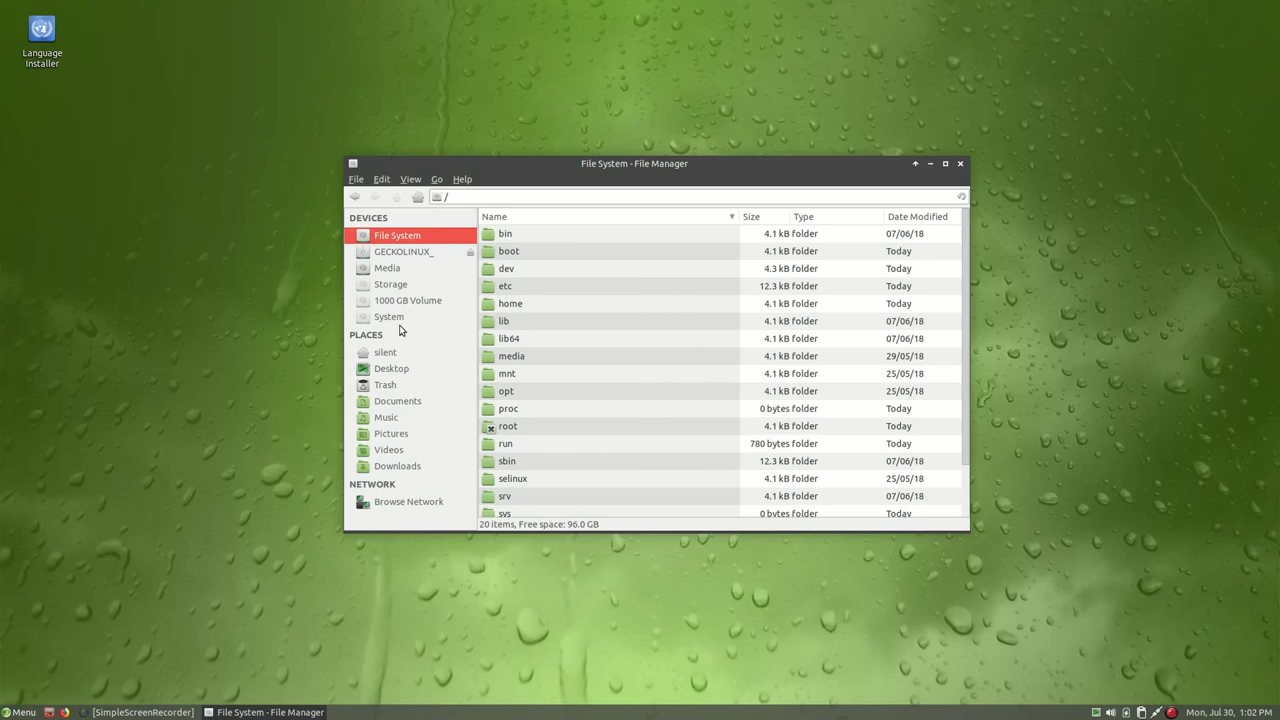 Language
Installer
File System - File Manager
File Edit View Go Help
/
DEVICES
File System
GECKOLINUX_
Media
Storage
1000 GB Volume
System
PLACES
silent
Desktop
Trash
Documents
Music
Pictures
Videos
Downloads
NETWORK
Browse Network
Name Size Type Date Modified
bin 4.1 kB folder 07/06/18
boot 4.1 kB folder Today
dev 4.3 kB folder Today
etc 12.3 kB folder Today
home 4.1 kB folder Today
lib 4.1 kB folder 07/06/18
lib64 4.1 kB folder 07/06/18
media 4.1 kB folder 29/05/18
mnt 4.1 kB folder 25/05/18
opt 4.1 kB folder 25/05/18
proc 0 bytes folder Today
root 4.1 kB folder Today
run 780 bytes folder Today
sbin 12.3 kB folder 07/06/18
selinux 4.1 kB folder 25/05/18
srv 4.1 kB folder 07/06/18
sys 0 bytes folder Today
20 items, Free space: 96.0 GB
Menu [SimpleScreenRecorder] File System - File Manager Mon, Jul 30, 1:02 PM